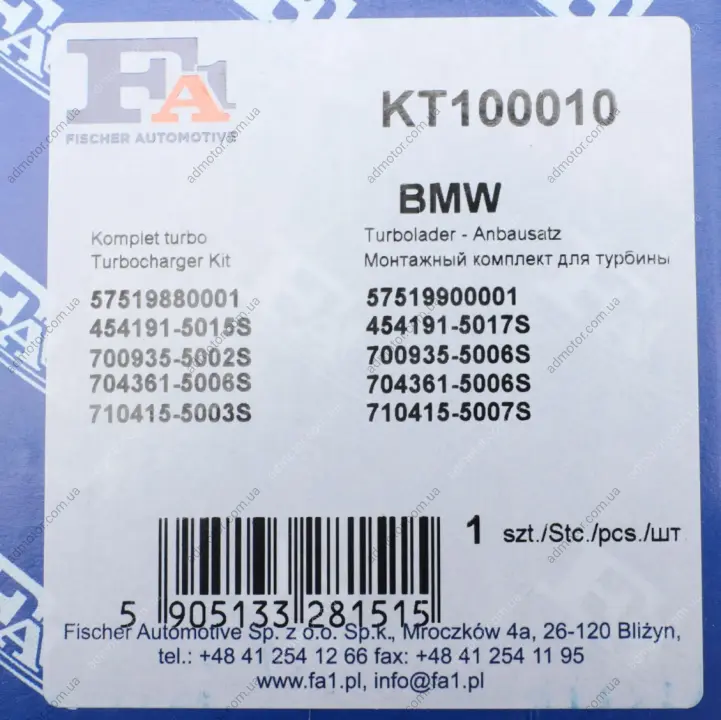 FA1
FISCHER AUTOMOTIVE
KT100010
BMW
Komplet turbo
Turbocharger Kit
Turbolader - Anbausatz
Монтажный комплект для турбины
57519880001
454191-5015S
700935-5002S
704361-5006S
710415-5003S
57519900001
454191-5017S
700935-5006S
704361-5006S
710415-5007S
1 szt./Stc./pcs./шт
5 905133 281515
Fischer Automotive Sp. z o.o. Sp.k., Mroczków 4a, 26-120 Bliżyn,
tel.: +48 41 254 12 66 fax: +48 41 254 11 95
www.fa1.pl, info@fa1.pl
admotor.com.ua